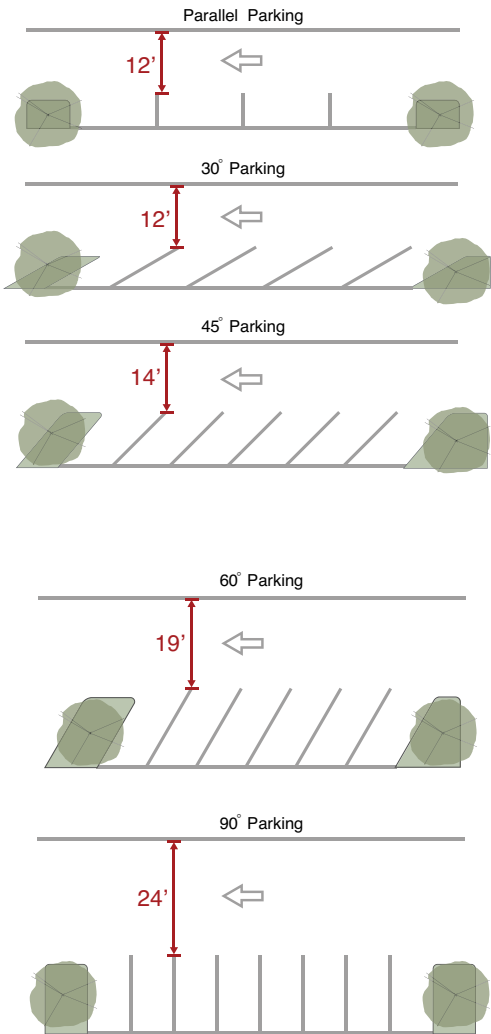 Parallel Parking
12’
30° Parking
12’
45° Parking
14’
60° Parking
19’
90° Parking
24’